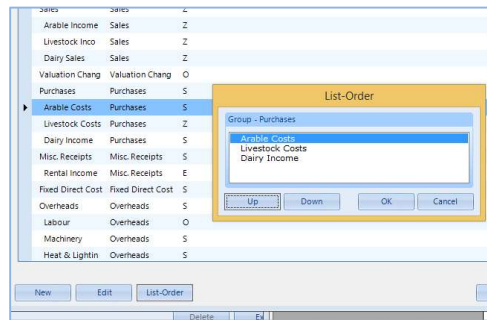 Sales Sales Z
Arable Income Sales Z
Livestock Inco Sales Z
Dairy Sales Sales Z
Valuation Chang Valuation Chang O
Purchases Purchases S
Arable Costs Purchases S
Livestock Costs Purchases Z
Dairy Income Purchases S
Misc. Receipts Misc. Receipts S
Rental Income Misc. Receipts E
Fixed Direct Cost Fixed Direct Cost S
Overheads Overheads S
Labour Overheads O
Machinery Overheads S
Heat & Lightin Overheads S
List-Order
Group - Purchases
Arable Costs
Livestock Costs
Dairy Income
Up Down OK Cancel
New Edit List-Order
Delete